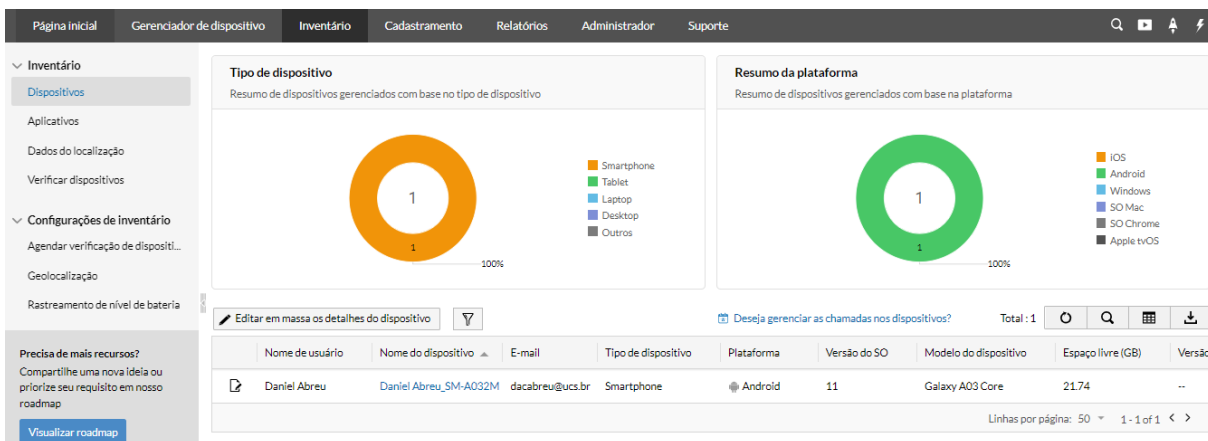 Página inicial Gerenciador de dispositivo Inventário Cadastramento Relatórios Administrador Suporte
Inventário
Dispositivos
Aplicativos
Dados do localização
Verificar dispositivos
Configurações de inventário
Agendar verificação de dispositi...
Geolocalização
Rastreamento de nível de bateria
Precisa de mais recursos?
Compartilhe uma nova ideia ou
priorize seu requisito em nosso
roadmap
Visualizar roadmap
Tipo de dispositivo
Resumo de dispositivos gerenciados com base no tipo de dispositivo
1
1
100%
Smartphone
Tablet
Laptop
Desktop
Outros
Resumo da plataforma
Resumo de dispositivos gerenciados com base na plataforma
1
1
100%
iOS
Android
Windows
SO Mac
SO Chrome
Apple tvOS
Editar em massa os detalhes do dispositivo Deseja gerenciar as chamadas nos dispositivos? Total : 1
Nome de usuário Nome do dispositivo E-mail Tipo de dispositivo Plataforma Versão do SO Modelo do dispositivo Espaço livre (GB) Versão
Daniel Abreu Daniel Abreu_SM-A032M dacabreu@ucs.br Smartphone Android 11 Galaxy A03 Core 21.74 --
Linhas por página: 50 1 - 1 of 1